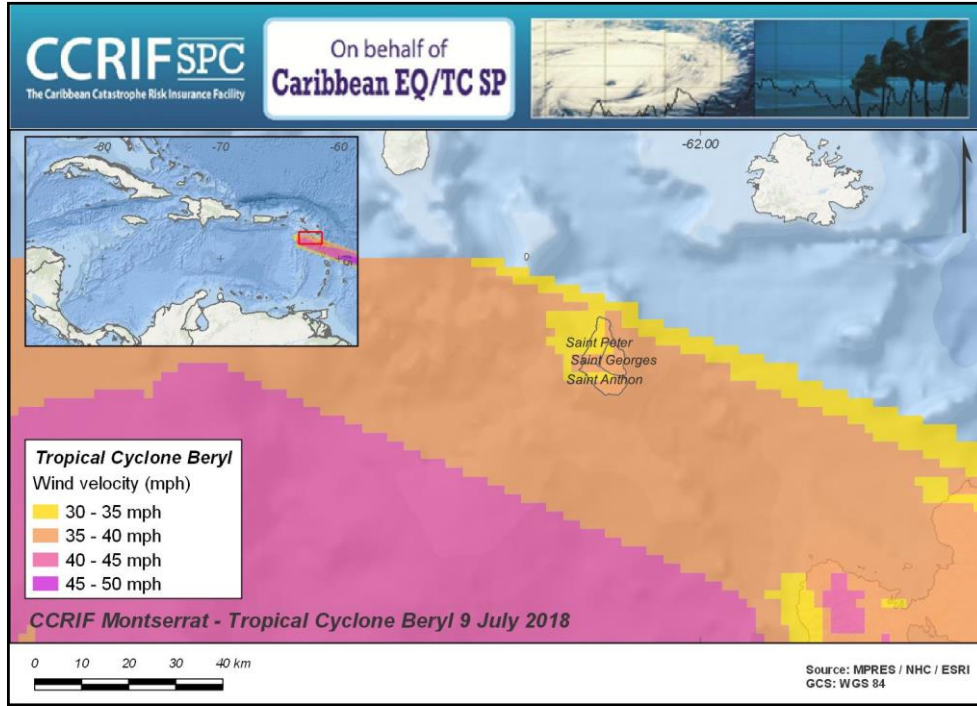 CCRIF SPC
The Caribbean Catastrophe Risk Insurance Facility
On behalf of
Caribbean EQ/TC SP
-80
-70
-60
-62.00
Saint Peter
Saint Georges
Saint Anthon
Tropical Cyclone Beryl
Wind velocity (mph)
30 - 35 mph
35 - 40 mph
40 - 45 mph
45 - 50 mph
CCRIF Montserrat - Tropical Cyclone Beryl 9 July 2018
0 10 20 30 40 km
Source: MPRES / NHC / ESRI
GCS: WGS 84